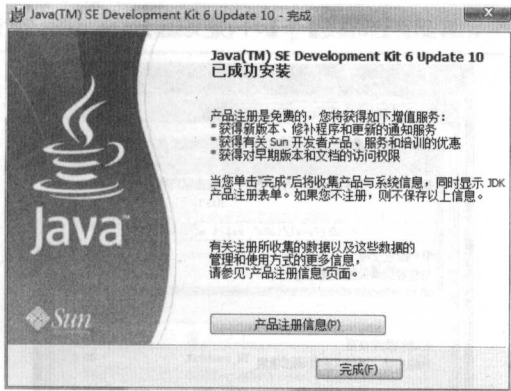 Java(TM) SE Development Kit 6 Update 10 - 完成
Java(TM) SE Development Kit 6 Update 10
已成功安装
产品注册是免费的，您将获得如下增值服务：
*获得新版本、修补程序和更新的通知服务
*获得有关 Sun 开发者产品、服务和培训的优惠
*获得对早期版本和文档的访问权限
当您单击“完成”后将收集产品与系统信息，同时显示 JDK
产品注册表单。如果您不注册，则不保存以上信息。
有关注册所收集的数据以及这些数据的
管理和使用方式的更多信息，
请参见“产品注册信息”页面。
Java™
Sun
产品注册信息(P)
完成(F)